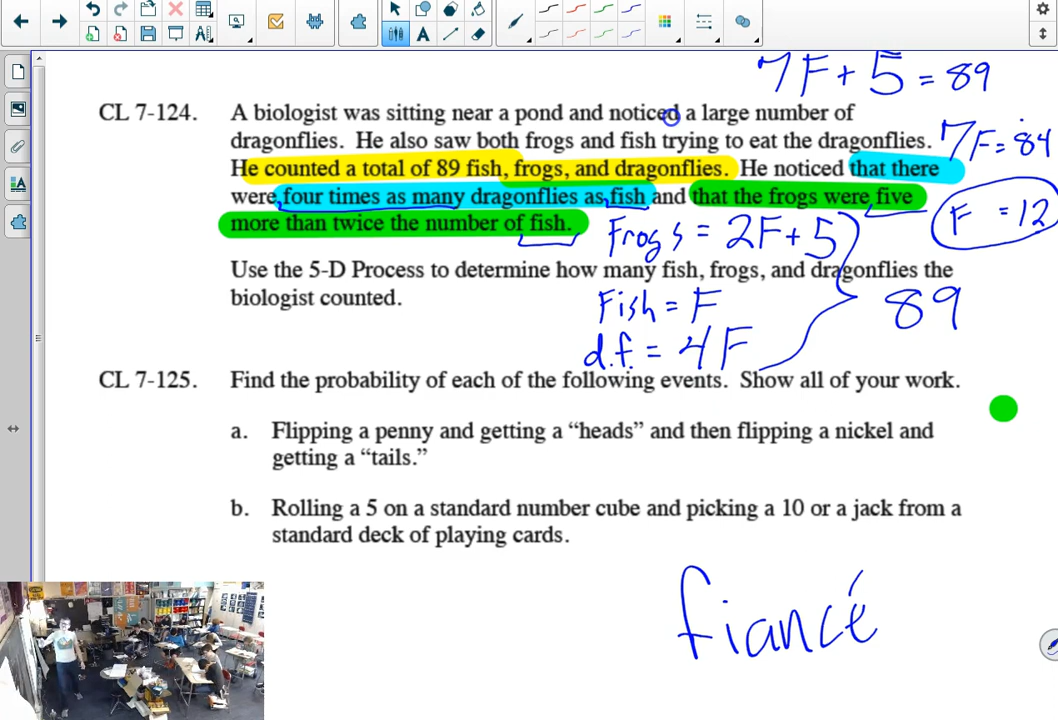 7F + 5 = 89
CL 7-124. A biologist was sitting near a pond and noticed a large number of
dragonflies. He also saw both frogs and fish trying to eat the dragonflies.
7F = 84
He counted a total of 89 fish, frogs, and dragonflies. He noticed that there
were four times as many dragonflies as fish and that the frogs were five
F = 12
more than twice the number of fish.
Frogs = 2F + 5
Use the 5-D Process to determine how many fish, frogs, and dragonflies the
biologist counted.
Fish = F
89
d.f. = 4F
CL 7-125. Find the probability of each of the following events. Show all of your work.
a. Flipping a penny and getting a “heads” and then flipping a nickel and
getting a “tails.”
b. Rolling a 5 on a standard number cube and picking a 10 or a jack from a
standard deck of playing cards.
fiancé